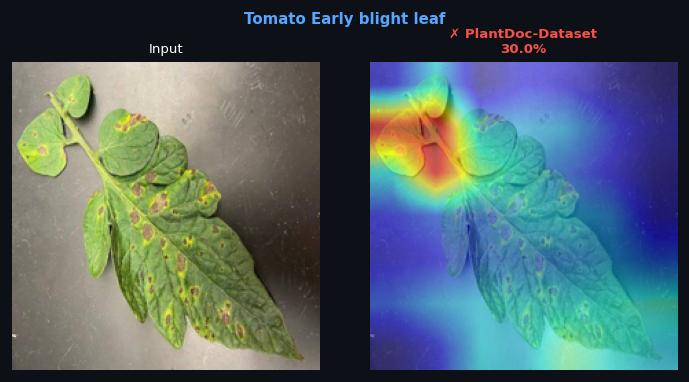 Tomato Early blight leaf
Input
✗ PlantDoc-Dataset
30.0%